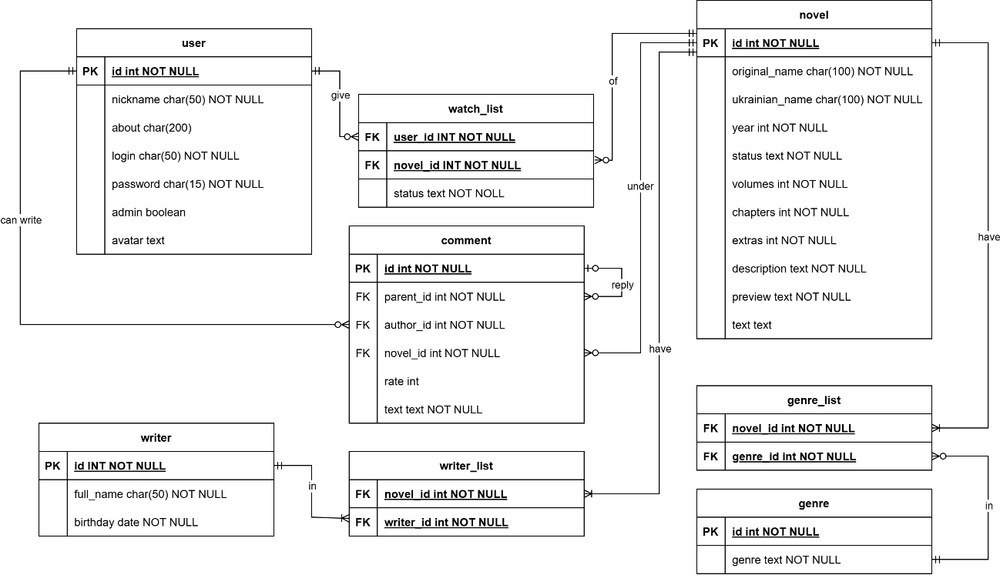 user
PK id int NOT NULL
nickname char(50) NOT NULL
about char(200)
login char(50) NOT NULL
password char(15) NOT NULL
admin boolean
avatar text
can write
give
watch_list
FK user_id INT NOT NULL
FK novel_id INT NOT NULL
status text NOT NOLL
of
novel
PK id int NOT NULL
original_name char(100) NOT NULL
ukrainian_name char(100) NOT NULL
year int NOT NULL
status text NOT NULL
volumes int NOT NULL
chapters int NOT NULL
extras int NOT NULL
description text NOT NULL
preview text NOT NULL
text text
under
have
have
comment
PK id int NOT NULL
FK parent_id int NOT NULL
FK author_id int NOT NULL
FK novel_id int NOT NULL
rate int
text text NOT NULL
reply
writer
PK id INT NOT NULL
full_name char(50) NOT NULL
birthday date NOT NULL
in
writer_list
FK novel_id int NOT NULL
FK writer_id int NOT NULL
genre_list
FK novel_id int NOT NULL
FK genre_id int NOT NULL
in
genre
PK id int NOT NULL
genre text NOT NULL